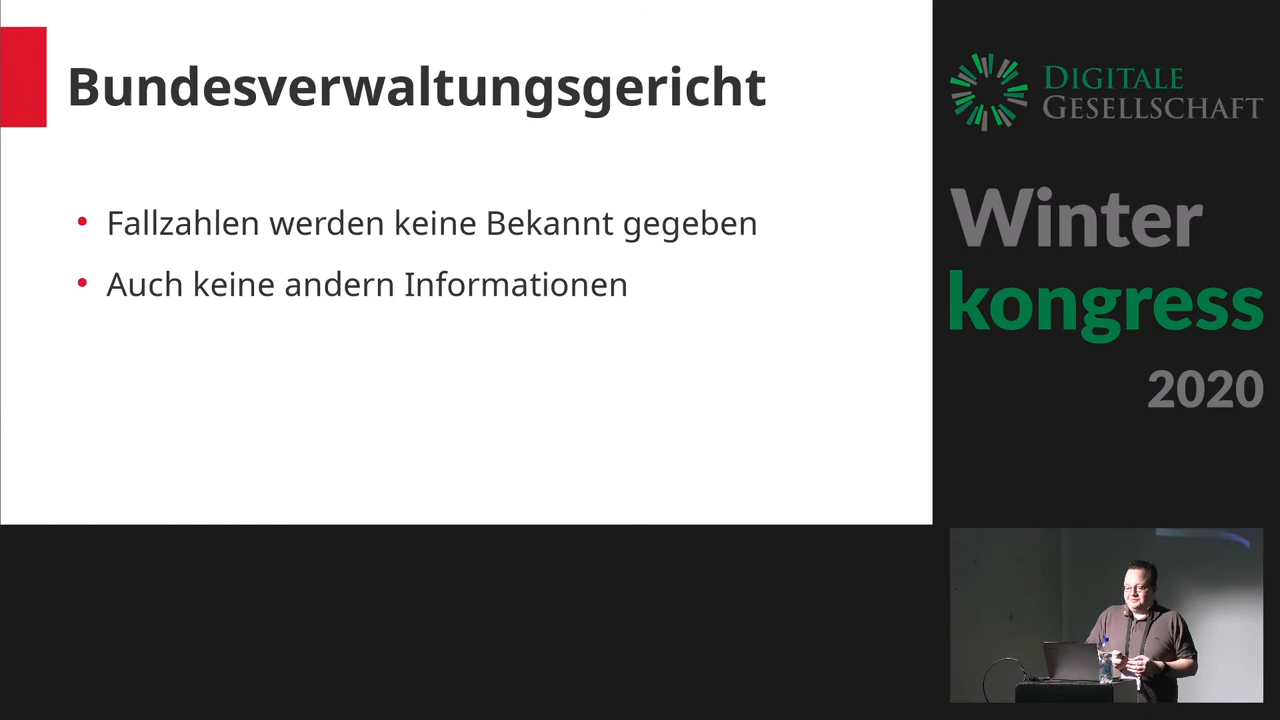 Bundesverwaltungsgericht
• Fallzahlen werden keine Bekannt gegeben
• Auch keine andern Informationen
DIGITALE
GESELLSCHAFT
Winter
kongress
2020